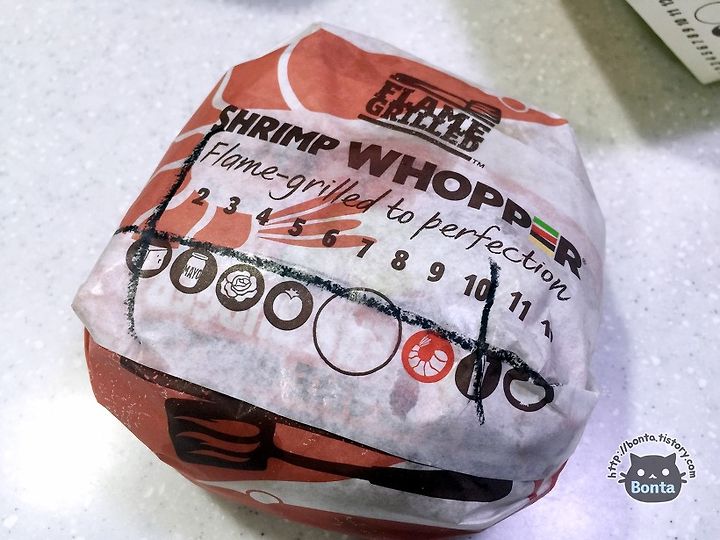 FLAME
GRILLED™
SHRIMP WHOPPER®
Flame-grilled to perfection
2 3 4 5 6 7 8 9 10 11
MAYO
http://bonta.tistory.com
Bonta